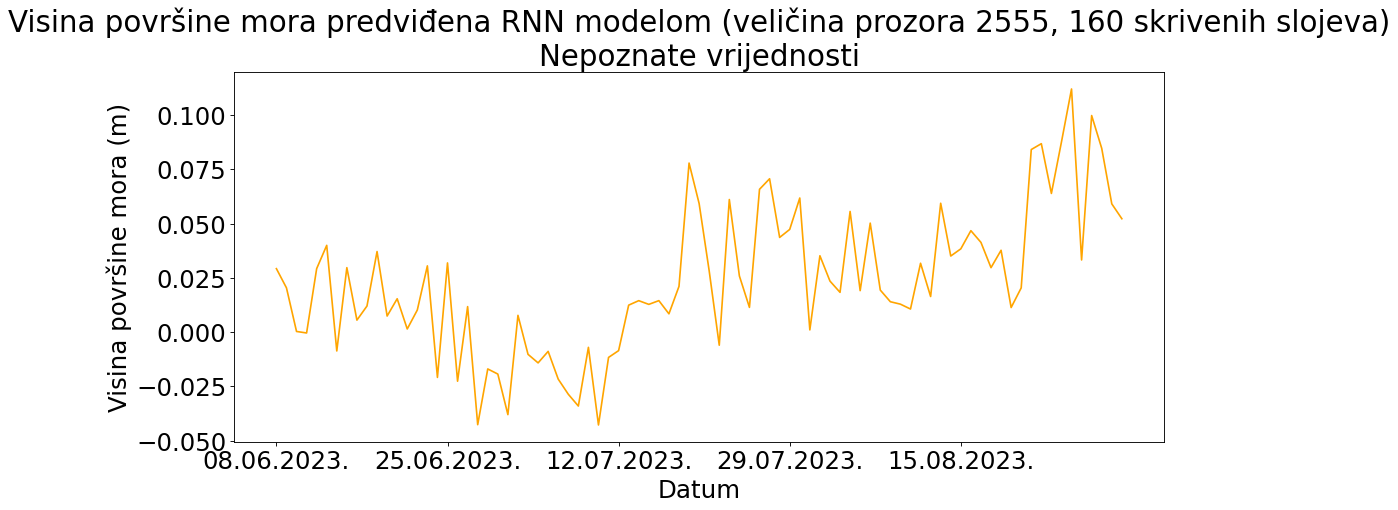 Visina površine mora predviđena RNN modelom (veličina prozora 2555, 160 skrivenih slojeva)
Nepoznate vrijednosti
Visina površine mora (m)
0.100
0.075
0.050
0.025
0.000
−0.025
−0.050
08.06.2023. 25.06.2023. 12.07.2023. 29.07.2023. 15.08.2023.
Datum